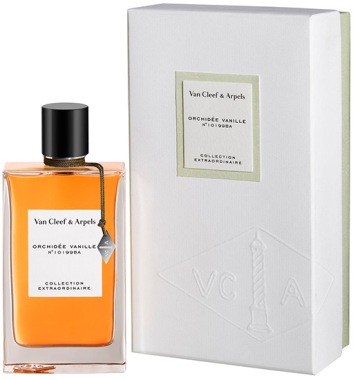 Van Cleef & Arpels
ORCHIDÉE VANILLE
N°101998A
COLLECTION
EXTRAORDINAIRE
Van Cleef & Arpels
ORCHIDÉE VANILLE
N°101998A
COLLECTION
EXTRAORDINAIRE
VC A